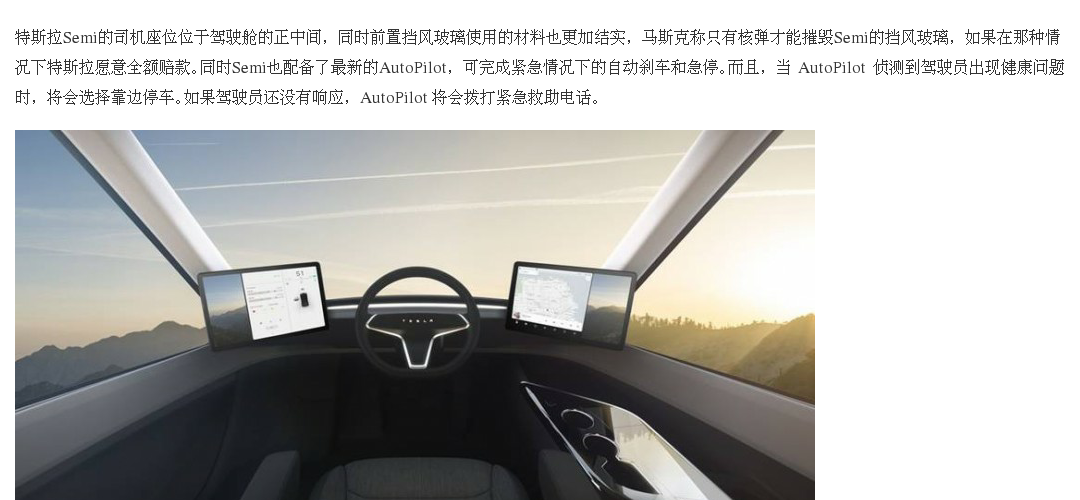 特斯拉Semi的司机座位位于驾驶舱的正中间，同时前置挡风玻璃使用的材料也更加结实，马斯克称只有核弹才能摧毁Semi的挡风玻璃，如果在那种情
况下特斯拉愿意全额赔款。同时Semi也配备了最新的AutoPilot，可完成紧急情况下的自动刹车和急停。而且，当 AutoPilot 侦测到驾驶员出现健康问题
时，将会选择靠边停车。如果驾驶员还没有响应，AutoPilot 将会拨打紧急救助电话。
51
TESLA